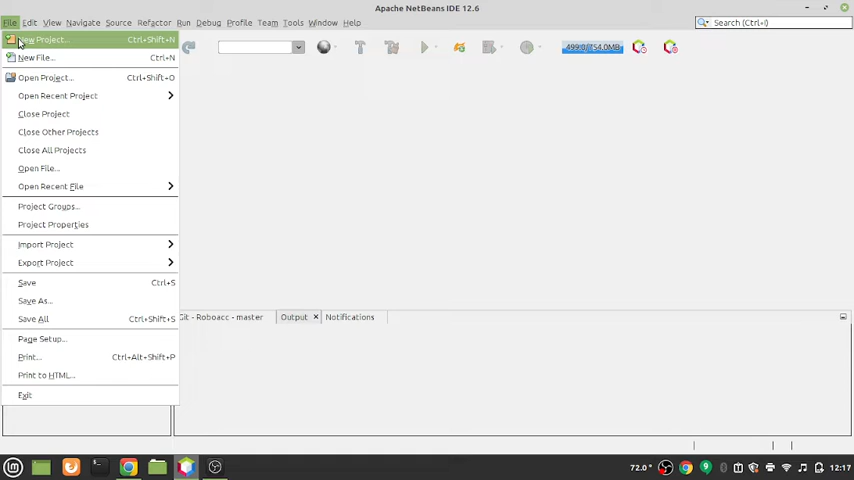 Apache NetBeans IDE 12.6
File Edit View Navigate Source Refactor Run Debug Profile Team Tools Window Help
Search (Ctrl+I)
New Project... Ctrl+Shift+N
499.0/754.0MB
New File... Ctrl+N
Open Project... Ctrl+Shift+O
Open Recent Project
Close Project
Close Other Projects
Close All Projects
Open File...
Open Recent File
Project Groups...
Project Properties
Import Project
Export Project
Save Ctrl+S
Save As...
Save All Ctrl+Shift+S
Git - Roboacc - master Output Notifications
Page Setup...
Print... Ctrl+Alt+Shift+P
Print to HTML...
Exit
72.0° 12:17